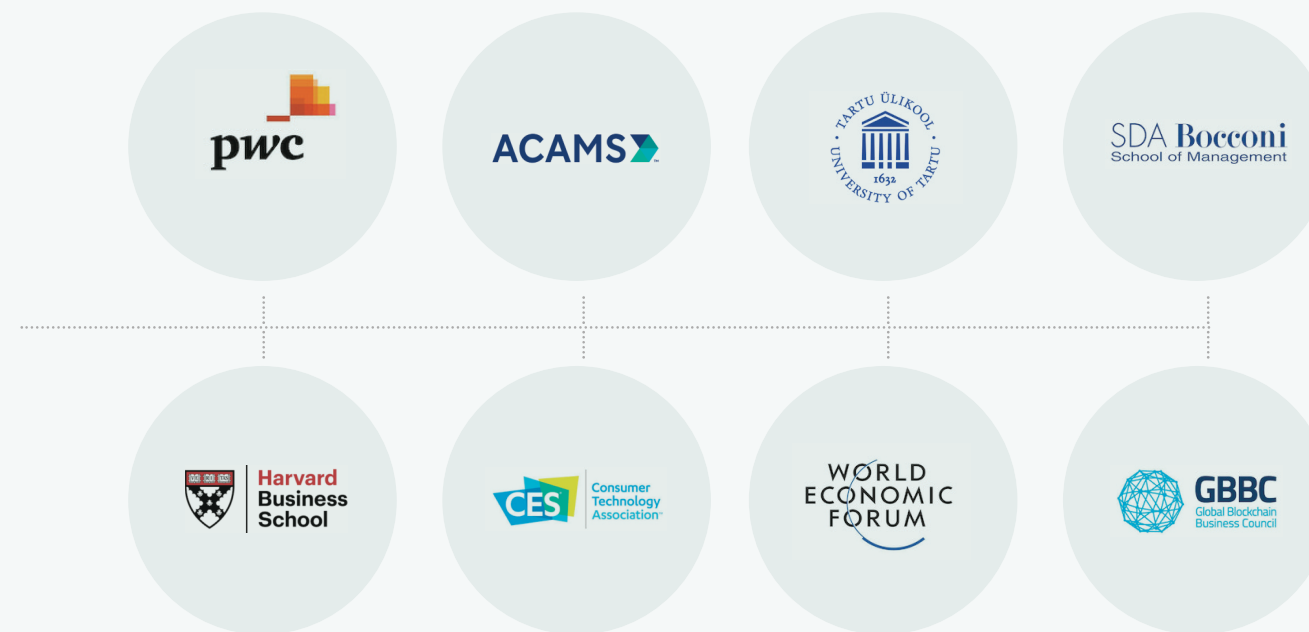 pwc
ACAMS
TARTU ÜLIKOOL
UNIVERSITY OF TARTU
1632
SDA Bocconi
School of Management
Harvard
Business
School
CES
Consumer
Technology
Association™
WORLD
ECONOMIC
FORUM
GBBC
Global Blockchain
Business Council